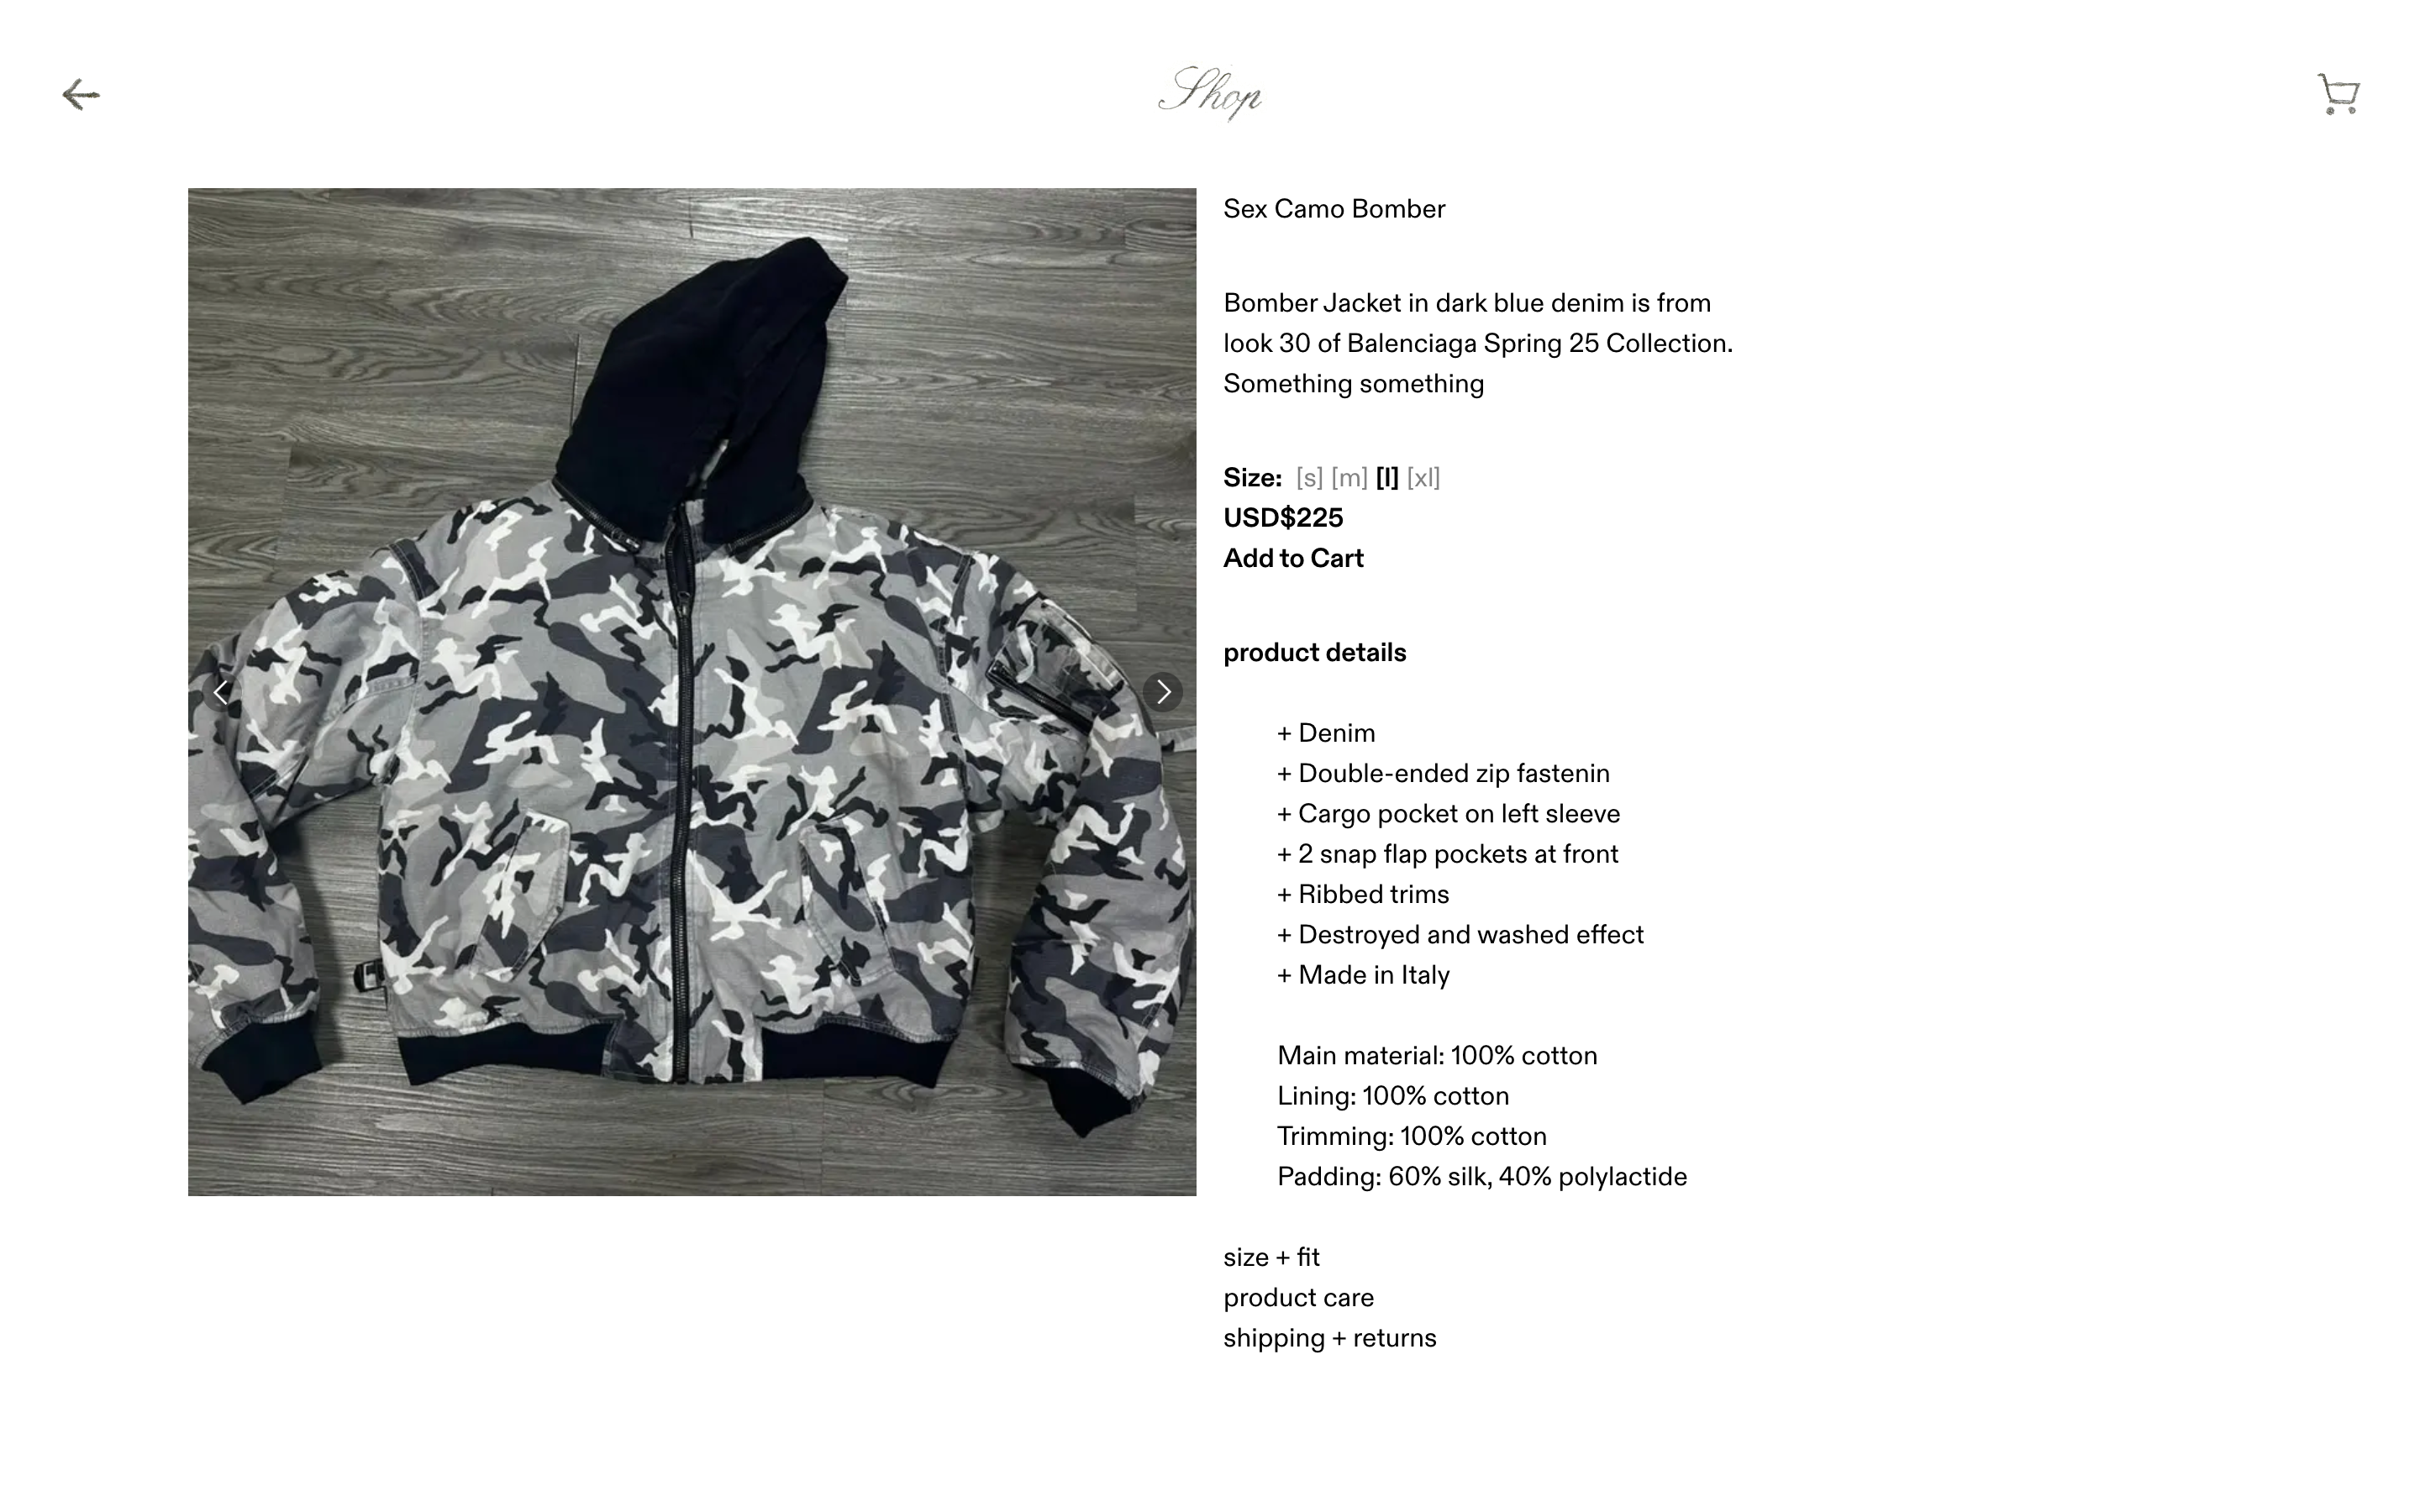 Shop
Sex Camo Bomber
Bomber Jacket in dark blue denim is from
look 30 of Balenciaga Spring 25 Collection.
Something something
Size: [s] [m] [l] [xl]
USD$225
Add to Cart
product details
+ Denim
+ Double-ended zip fastenin
+ Cargo pocket on left sleeve
+ 2 snap flap pockets at front
+ Ribbed trims
+ Destroyed and washed effect
+ Made in Italy
Main material: 100% cotton
Lining: 100% cotton
Trimming: 100% cotton
Padding: 60% silk, 40% polylactide
size + fit
product care
shipping + returns